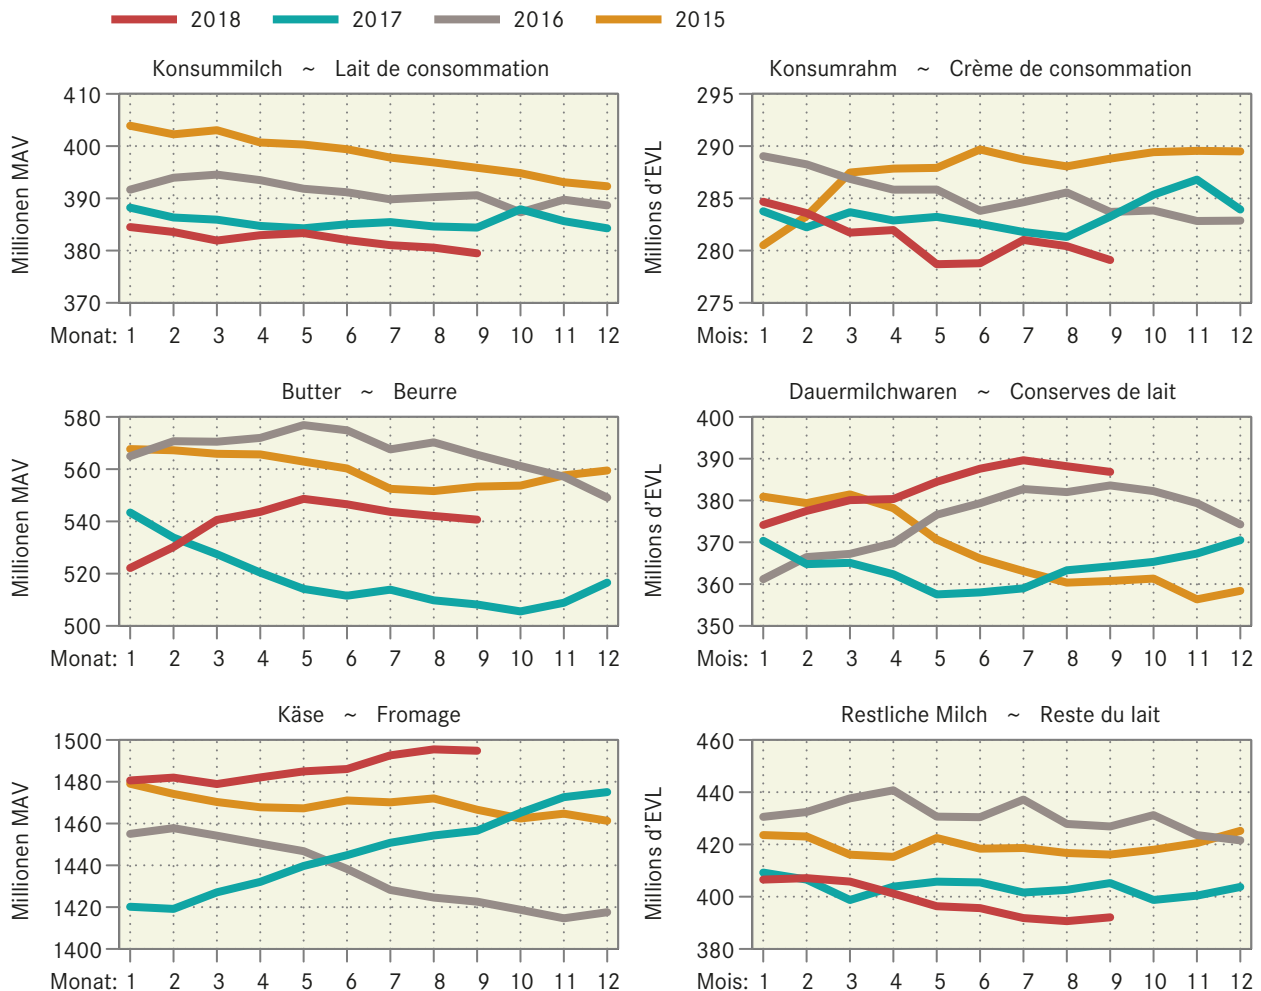 2018 2017 2016 2015
Konsummilch ~ Lait de consommation
Millionen MAV
410
400
390
380
370
Monat: 1 2 3 4 5 6 7 8 9 10 11 12
Konsumrahm ~ Crème de consommation
Millions d'EVL
295
290
285
280
275
Mois: 1 2 3 4 5 6 7 8 9 10 11 12
Butter ~ Beurre
Millionen MAV
580
560
540
520
500
Monat: 1 2 3 4 5 6 7 8 9 10 11 12
Dauermilchwaren ~ Conserves de lait
Millions d'EVL
400
390
380
370
360
350
Mois: 1 2 3 4 5 6 7 8 9 10 11 12
Käse ~ Fromage
Millionen MAV
1500
1480
1460
1440
1420
1400
Monat: 1 2 3 4 5 6 7 8 9 10 11 12
Restliche Milch ~ Reste du lait
Millions d'EVL
460
440
420
400
380
Mois: 1 2 3 4 5 6 7 8 9 10 11 12